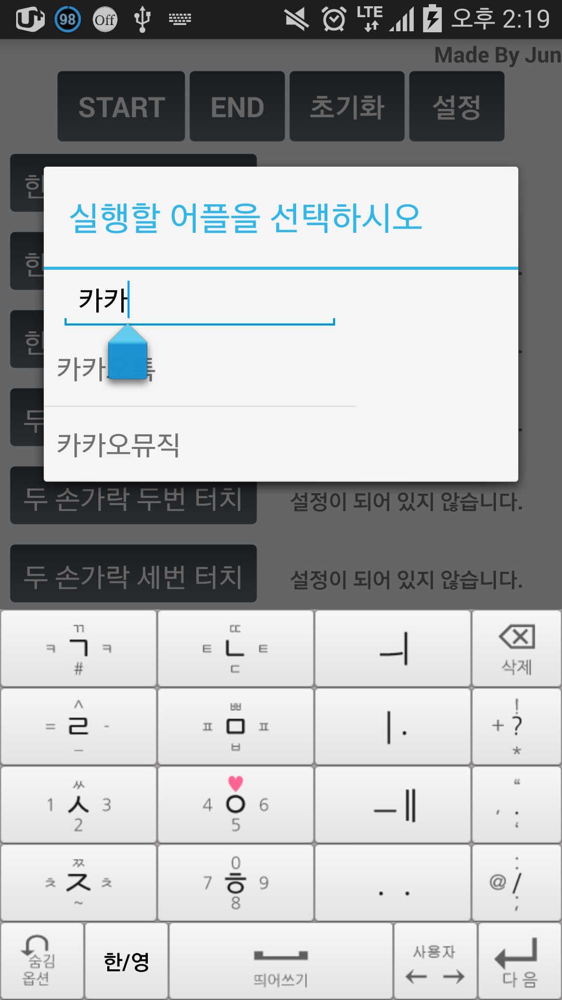 U+ 98 Off LTE 오후 2:19
Made By Jun
START END 초기화 설정
한
실행할 어플을 선택하시오
한
카카
한
카카오톡
두
카카오뮤직
두 손가락 두번 터치 설정이 되어 있지 않습니다.
두 손가락 세번 터치 설정이 되어 있지 않습니다.
ㄲ ㄸ
ㅋ ㄱ ㅋ ㅌ ㄴ ㅌ ㅢ
# ㄷ 삭제
^ ㅃ !
= ㄹ - ㅍ ㅁ ㅍ ㅣ. + ?
_ ㅂ *
ㅆ ♥ “
1 ㅅ 3 4 ㅇ 6 ㅡㅐ , .
2 5 ‘
ㅉ 0 :
ㅊ ㅈ ㅊ 7 ㅎ 9 . . @ /
~ 8 ;
숨김 한/영 사용자
옵션 띄어쓰기 ← → 다 음